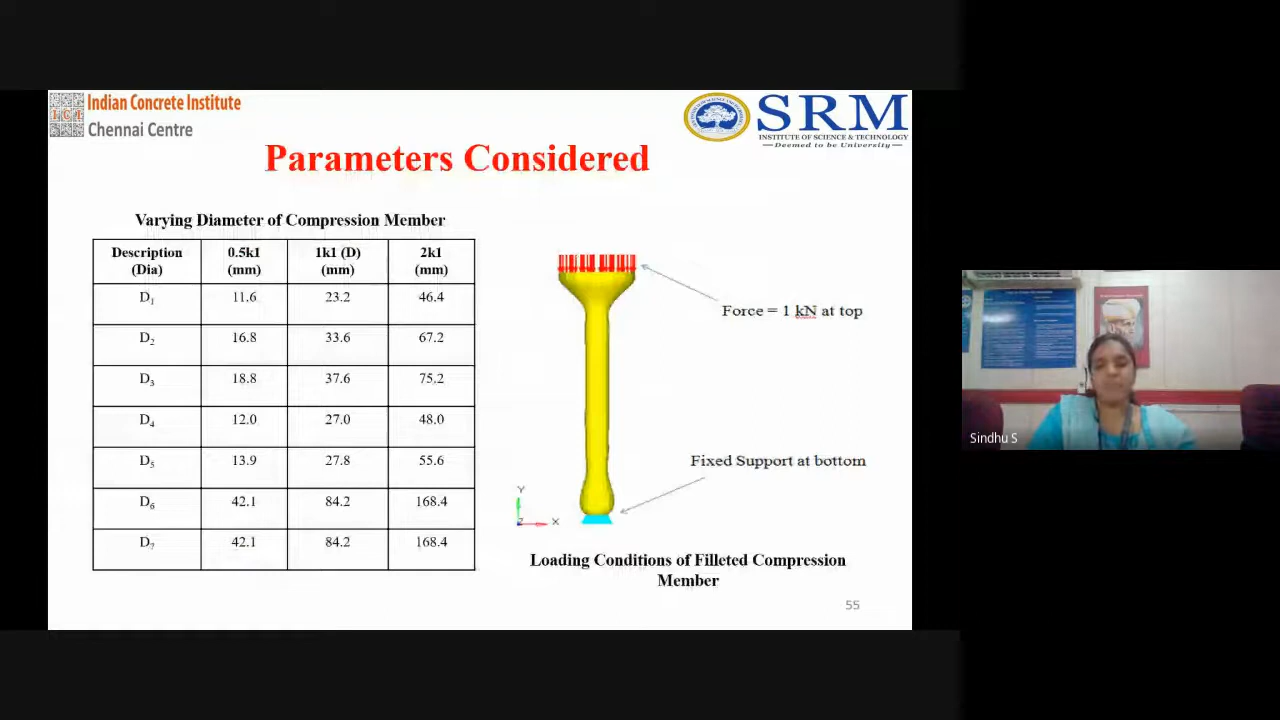 Indian Concrete Institute
Chennai Centre
SRM
INSTITUTE OF SCIENCE & TECHNOLOGY
Deemed to be University
Parameters Considered
Varying Diameter of Compression Member
Description (Dia) 0.5k1 (mm) 1k1 (D) (mm) 2k1 (mm)
D1 11.6 23.2 46.4
D2 16.8 33.6 67.2
D3 18.8 37.6 75.2
D4 12.0 27.0 48.0
D5 13.9 27.8 55.6
D6 42.1 84.2 168.4
D7 42.1 84.2 168.4
Force = 1 kN at top
Fixed Support at bottom
Y
Z X
Loading Conditions of Filleted Compression
Member
55
Sindhu S